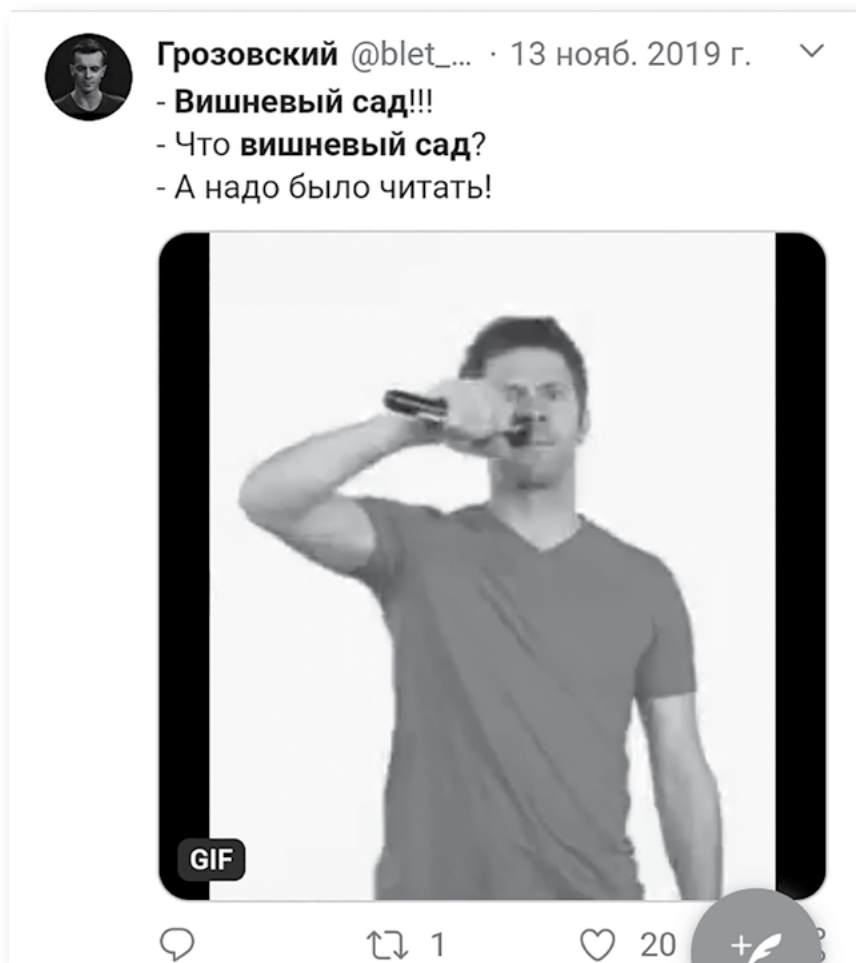 Грозовский @blet_... · 13 нояб. 2019 г.
- Вишневый сад!!!
- Что вишневый сад?
- А надо было читать!
GIF
1
20